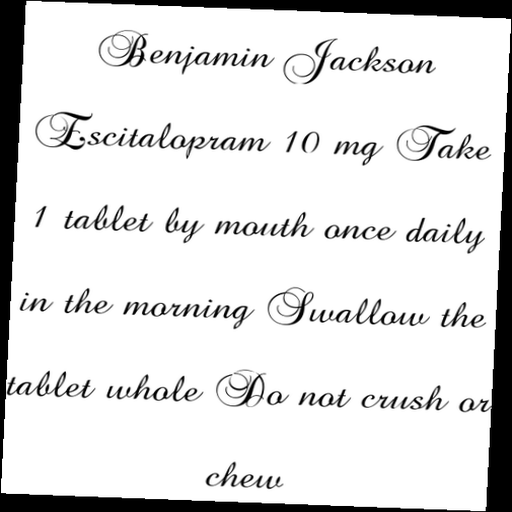 Benjamin Jackson
Escitalopram 10 mg Take
1 tablet by mouth once daily
in the morning Swallow the
tablet whole Do not crush or
chew